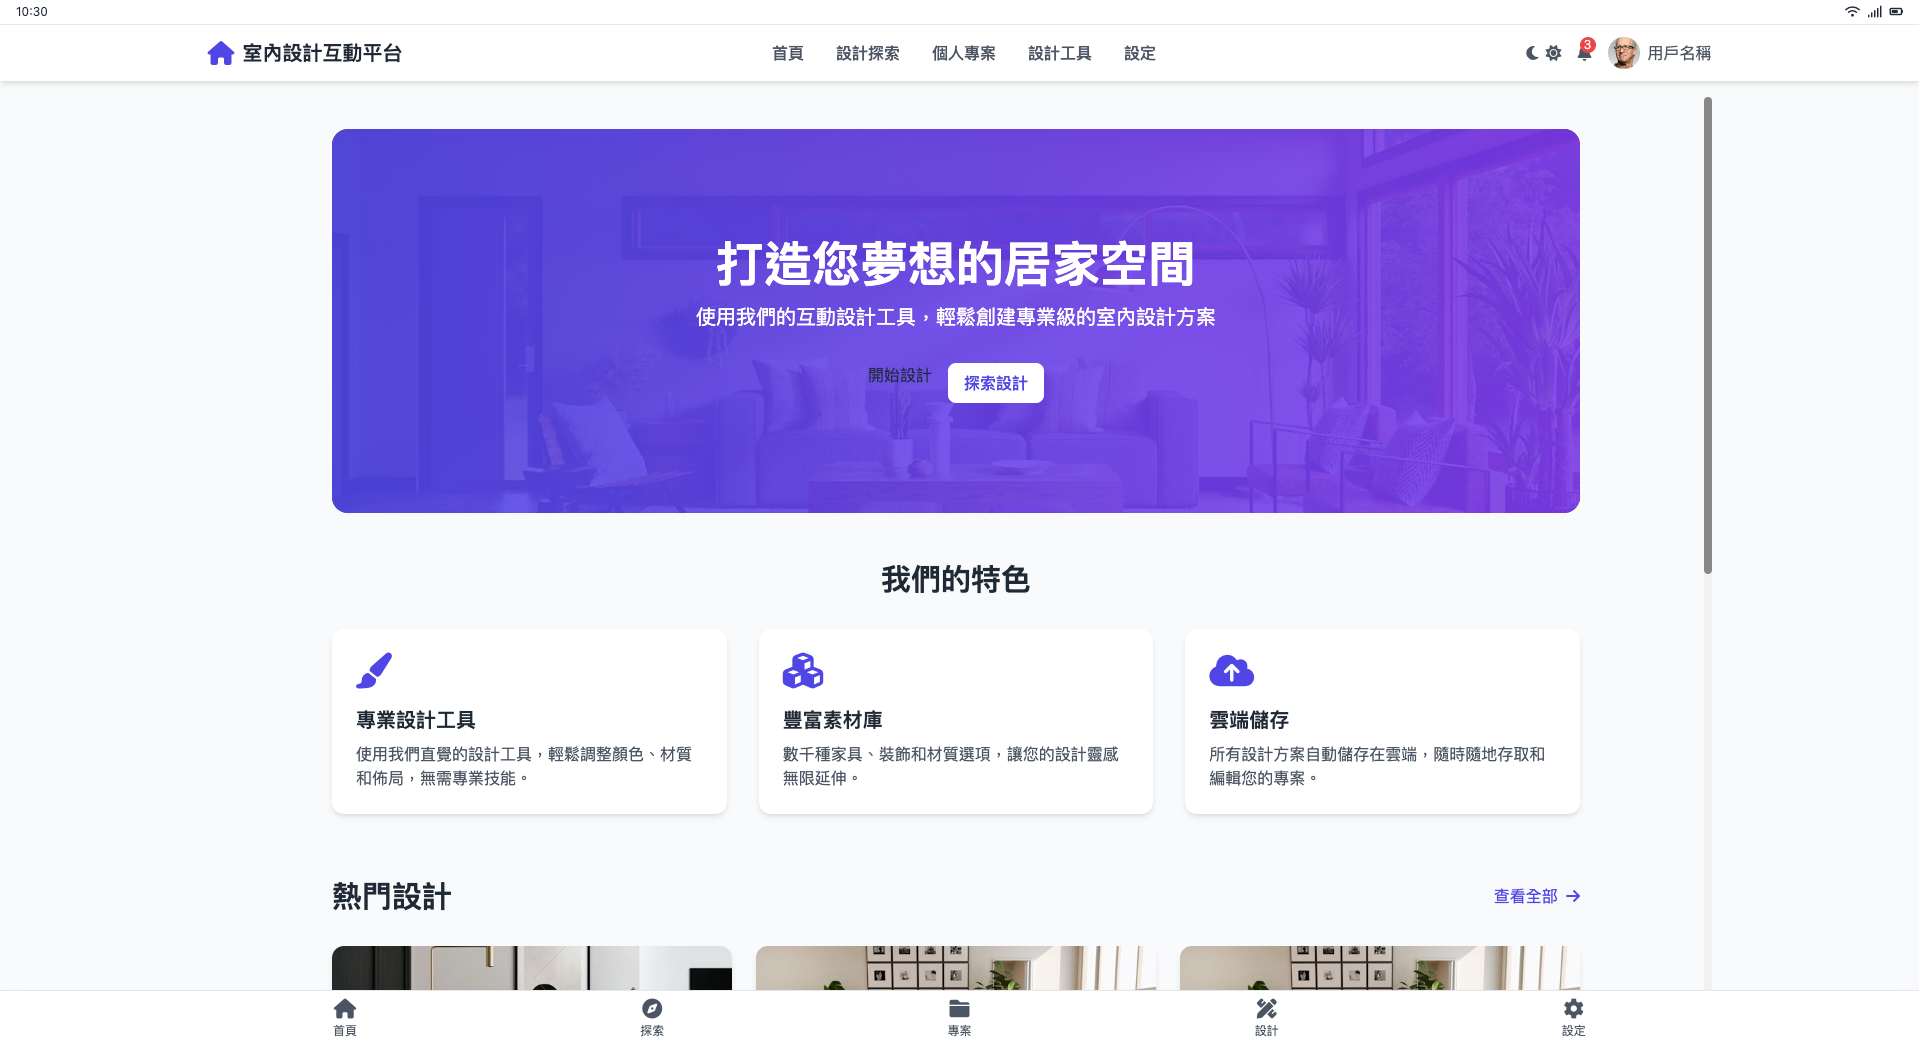 10:30
室內設計互動平台
首頁
設計探索
個人專案
設計工具
設定
3
用戶名稱
打造您夢想的居家空間
使用我們的互動設計工具，輕鬆創建專業級的室內設計方案
開始設計
探索設計
我們的特色
專業設計工具
使用我們直覺的設計工具，輕鬆調整顏色、材質
和佈局，無需專業技能。
豐富素材庫
數千種家具、裝飾和材質選項，讓您的設計靈感
無限延伸。
雲端儲存
所有設計方案自動儲存在雲端，隨時隨地存取和
編輯您的專案。
熱門設計
查看全部
首頁
探索
專案
設計
設定